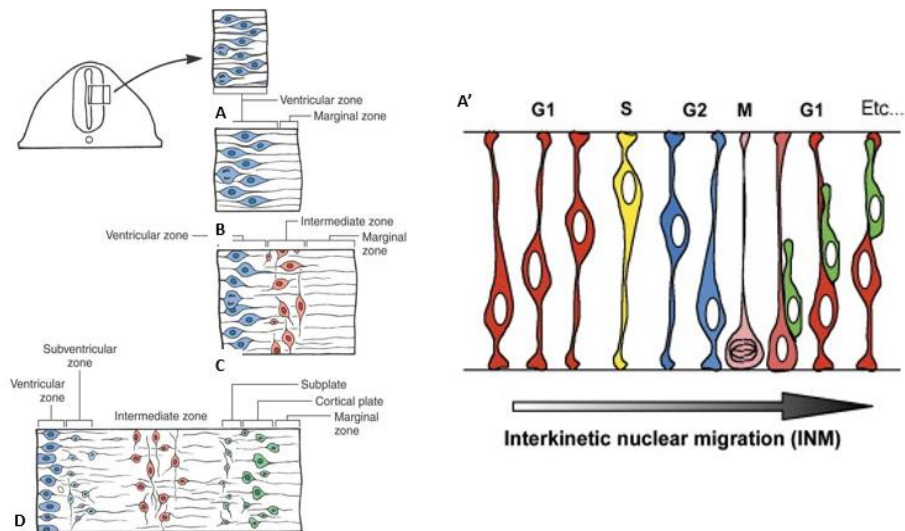 A
Ventricular zone
Marginal zone
B
Intermediate zone
Ventricular zone
Marginal
zone
C
Subventricular
zone
Ventricular
zone
Intermediate zone
Subplate
Cortical plate
Marginal
zone
D
A'
G1 S G2 M G1 Etc...
Interkinetic nuclear migration (INM)